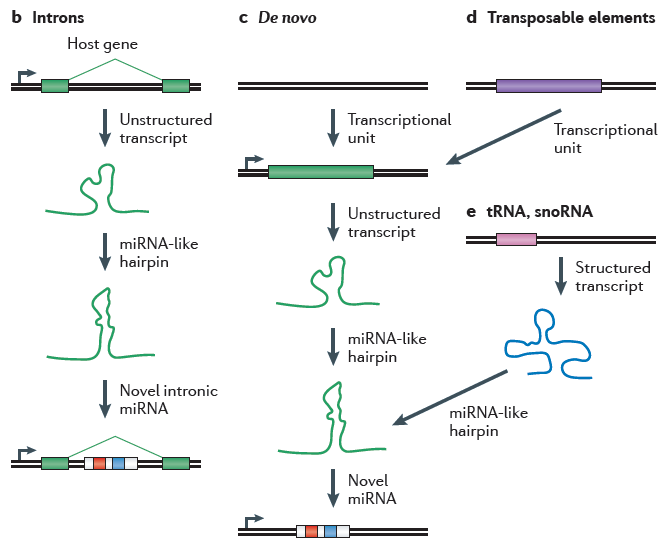 b Introns
Host gene
Unstructured
transcript
miRNA-like
hairpin
Novel intronic
miRNA
c De novo
Transcriptional
unit
Unstructured
transcript
miRNA-like
hairpin
Novel
miRNA
d Transposable elements
Transcriptional
unit
e tRNA, snoRNA
Structured
transcript
miRNA-like
hairpin